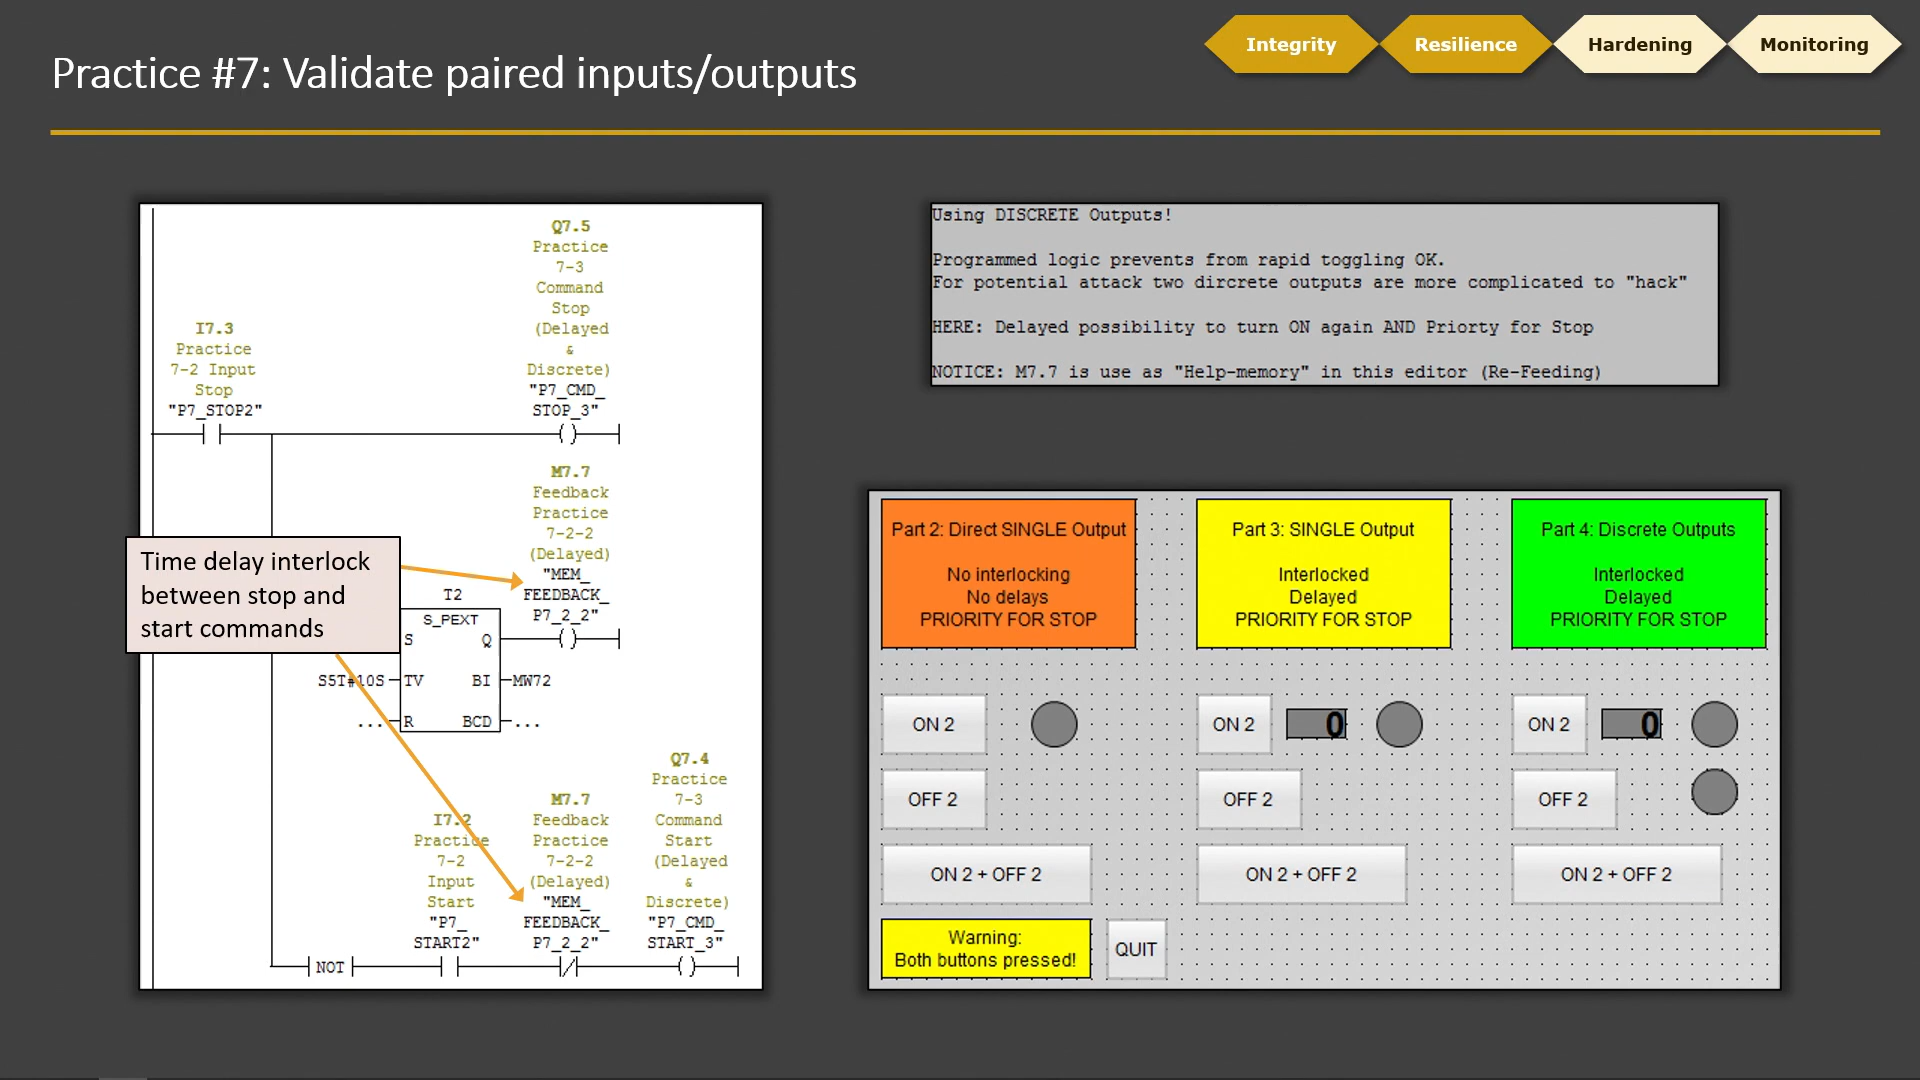 Practice #7: Validate paired inputs/outputs
Integrity
Resilience
Hardening
Monitoring
Q7.5
Practice
7-3
Command
Stop
(Delayed
&
Discrete)
"P7_CMD_
STOP_3"
I7.3
Practice
7-2 Input
Stop
"P7_STOP2"
M7.7
Feedback
Practice
7-2-2
(Delayed)
"MEM_
FEEDBACK_
P7_2_2"
Time delay interlock
between stop and
start commands
T2
S_PEXT
S Q
S5T#10S TV BI MW72
... R BCD ...
I7.2
Practice
7-2
Input
Start
"P7_
START2"
M7.7
Feedback
Practice
7-2-2
(Delayed)
"MEM_
FEEDBACK_
P7_2_2"
Q7.4
Practice
7-3
Command
Start
(Delayed
&
Discrete)
"P7_CMD_
START_3"
NOT
Using DISCRETE Outputs!
Programmed logic prevents from rapid toggling OK.
For potential attack two dircrete outputs are more complicated to "hack"
HERE: Delayed possibility to turn ON again AND Priorty for Stop
NOTICE: M7.7 is use as "Help-memory" in this editor (Re-Feeding)
Part 2: Direct SINGLE Output
No interlocking
No delays
PRIORITY FOR STOP
Part 3: SINGLE Output
Interlocked
Delayed
PRIORITY FOR STOP
Part 4: Discrete Outputs
Interlocked
Delayed
PRIORITY FOR STOP
ON 2
ON 2
0
ON 2
0
OFF 2
OFF 2
OFF 2
ON 2 + OFF 2
ON 2 + OFF 2
ON 2 + OFF 2
Warning:
Both buttons pressed!
QUIT